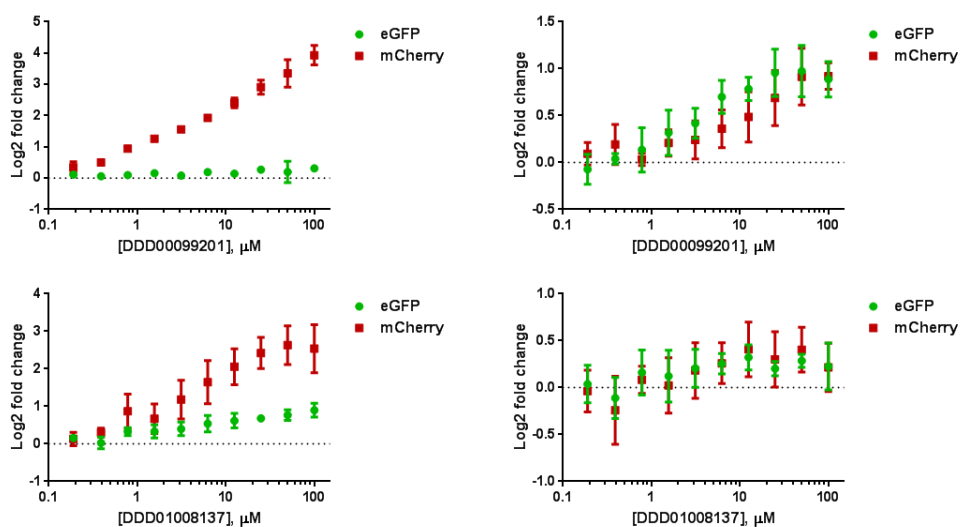 Log2 fold change
5
4
3
2
1
0
-1
0.1
1
10
100
[DDD00099201], µM
eGFP
mCherry
Log2 fold change
1.5
1.0
0.5
0.0
-0.5
0.1
1
10
100
[DDD00099201], µM
eGFP
mCherry
Log2 fold change
4
3
2
1
0
-1
0.1
1
10
100
[DDD01008137], µM
eGFP
mCherry
Log2 fold change
1.0
0.5
0.0
-0.5
-1.0
0.1
1
10
100
[DDD01008137], µM
eGFP
mCherry